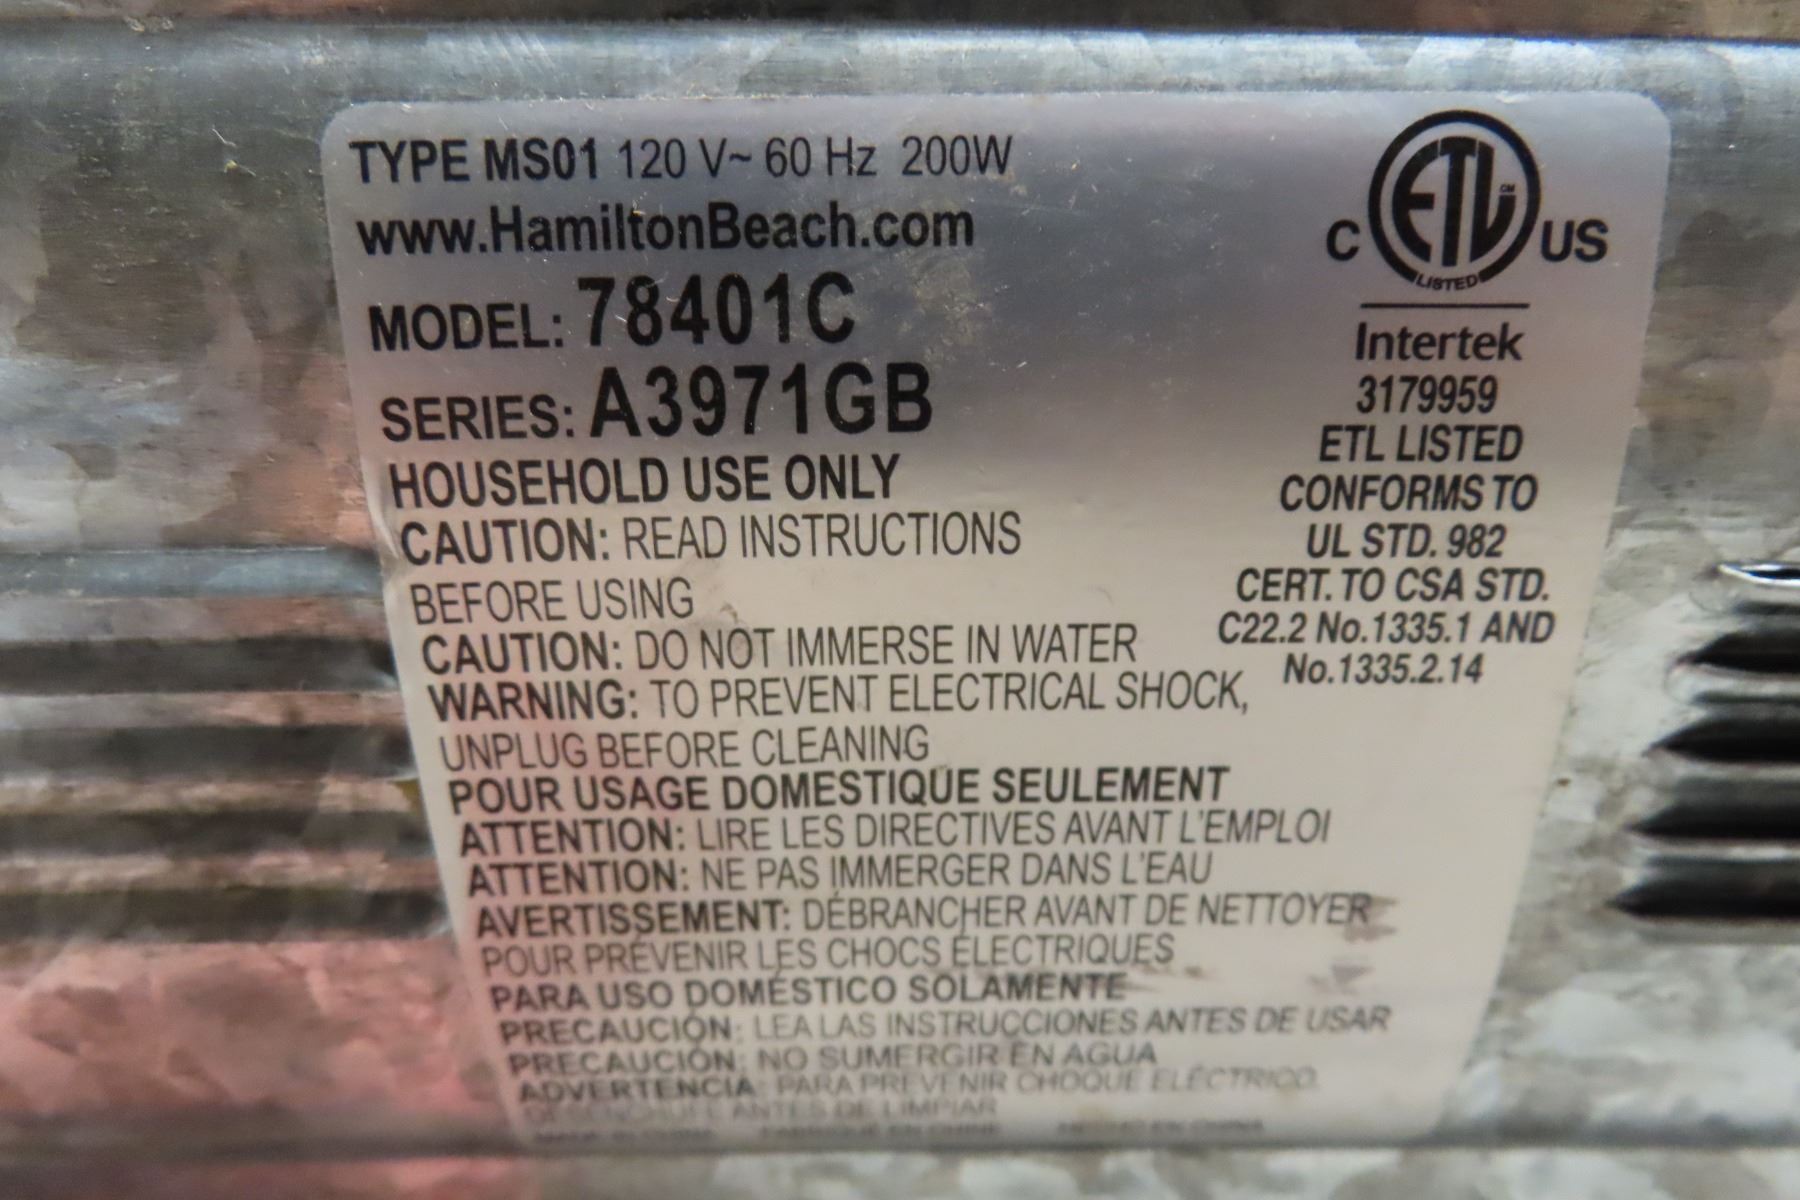 TYPE MS01 120 V~ 60 Hz 200W
www.HamiltonBeach.com
MODEL: 78401C
SERIES: A3971GB
HOUSEHOLD USE ONLY
CAUTION: READ INSTRUCTIONS
BEFORE USING
CAUTION: DO NOT IMMERSE IN WATER
WARNING: TO PREVENT ELECTRICAL SHOCK,
UNPLUG BEFORE CLEANING
POUR USAGE DOMESTIQUE SEULEMENT
ATTENTION: LIRE LES DIRECTIVES AVANT L'EMPLOI
ATTENTION: NE PAS IMMERGER DANS L'EAU
AVERTISSEMENT: DÉBRANCHER AVANT DE NETTOYER
POUR PRÉVENIR LES CHOCS ÉLECTRIQUES
PARA USO DOMÉSTICO SOLAMENTE
PRECAUCIÓN: LEA LAS INSTRUCCIONES ANTES DE USAR
PRECAUCIÓN: NO SUMERGIR EN AGUA
ADVERTENCIA: PARA PREVENIR CHOQUE ELÉCTRICO,
DESENCHUFE ANTES DE LIMPIAR
C ETL CM US
LISTED
Intertek
3179959
ETL LISTED
CONFORMS TO
UL STD. 982
CERT. TO CSA STD.
C22.2 No.1335.1 AND
No.1335.2.14